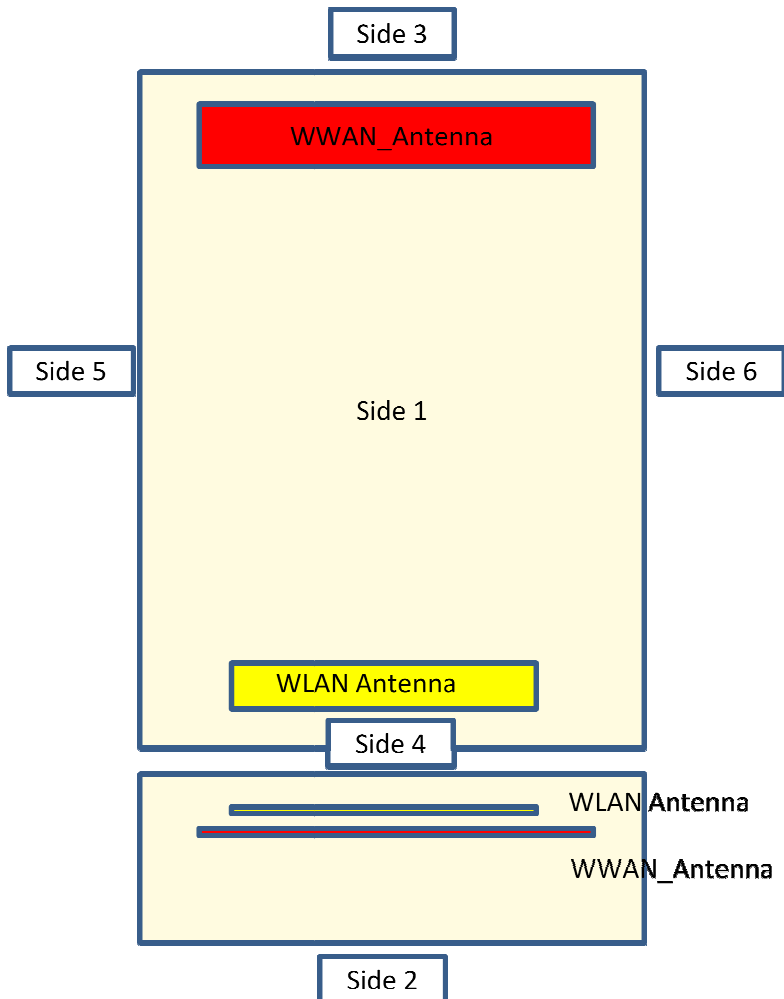 Side 3
WWAN_Antenna
Side 5
Side 6
Side 1
WLAN Antenna
Side 4
WLAN Antenna
WWAN_Antenna
Side 2